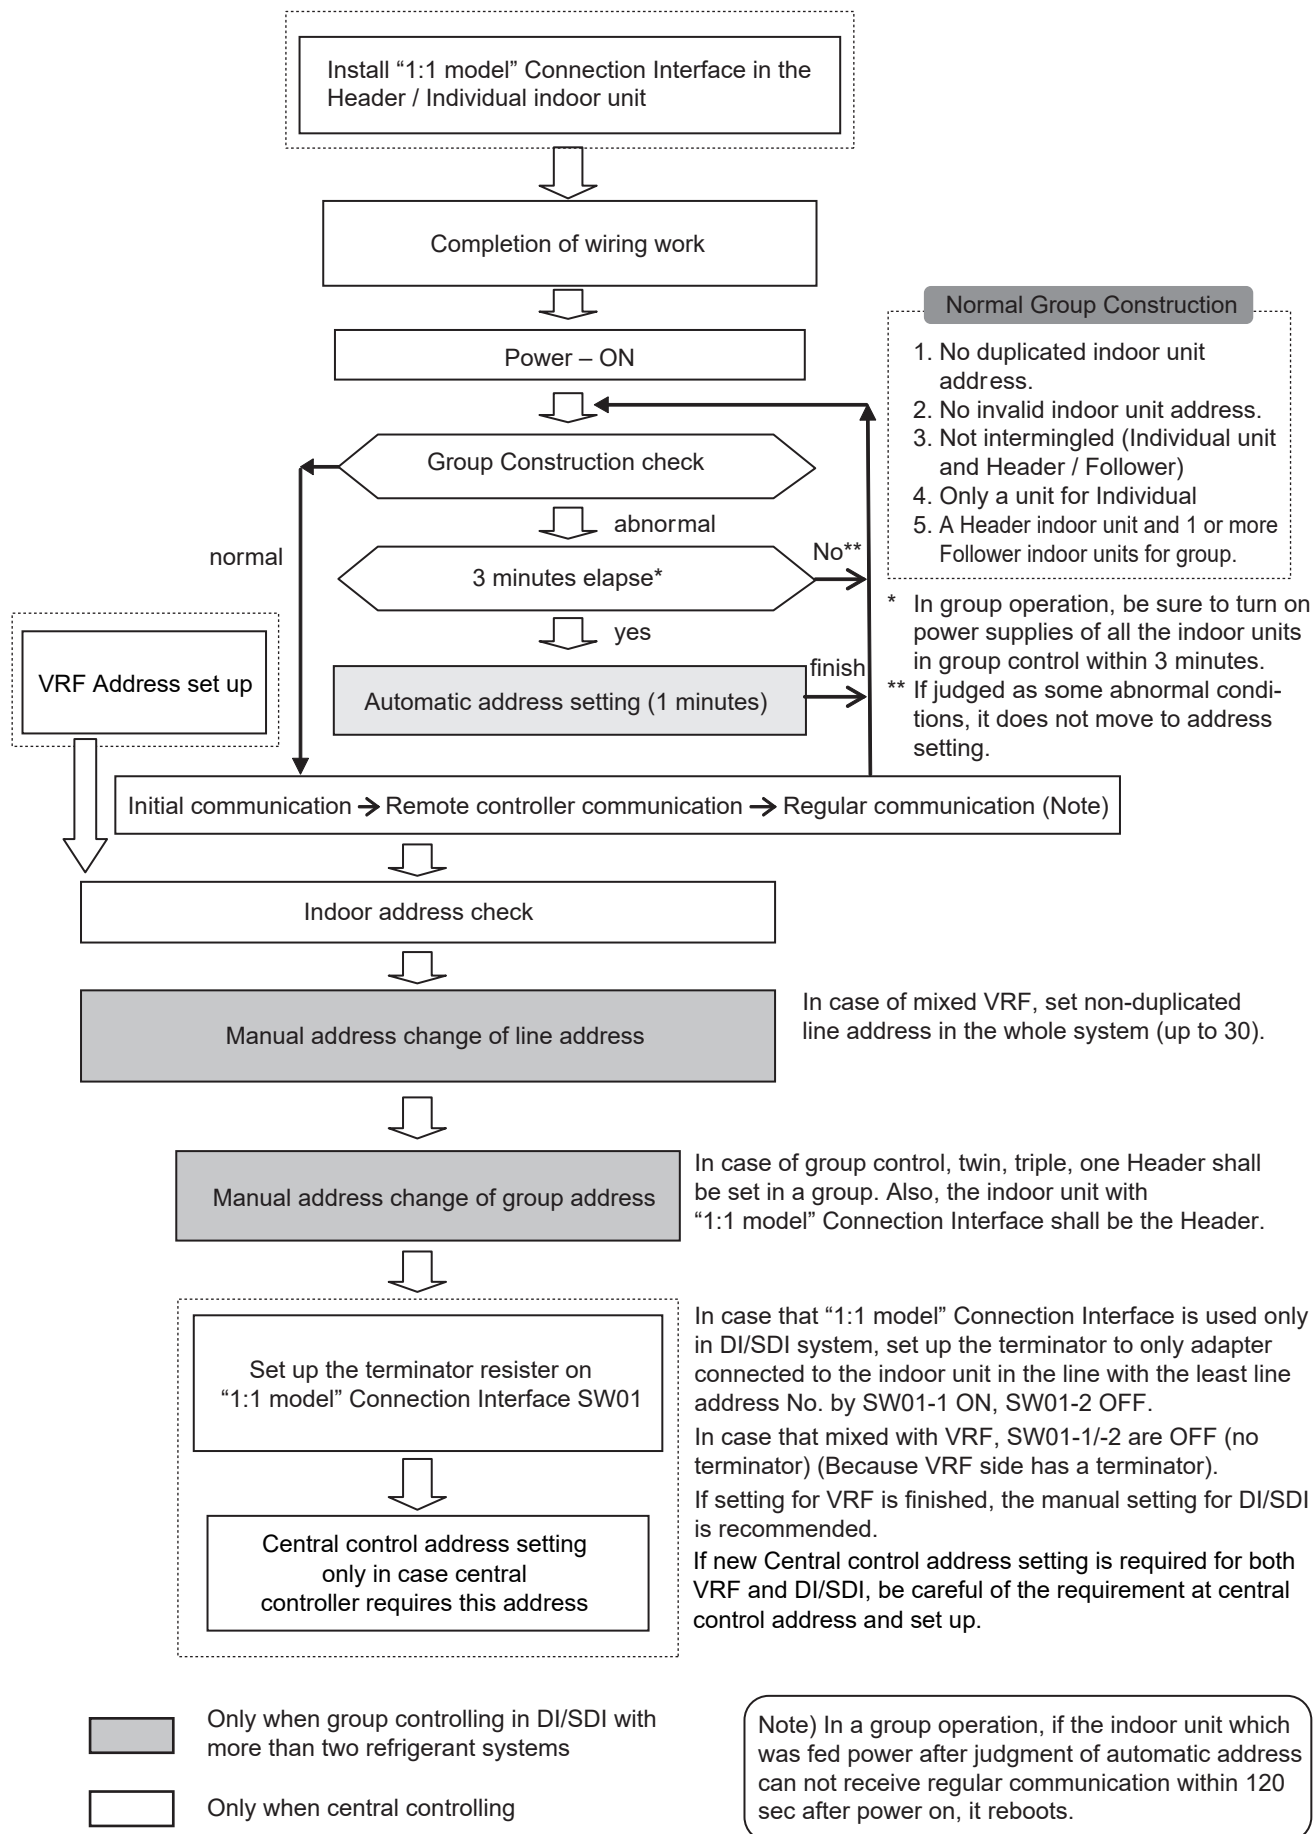 Install “1:1 model” Connection Interface in the
Header / Individual indoor unit
Completion of wiring work
Power – ON
Group Construction check
normal
abnormal
3 minutes elapse*
No**
yes
Automatic address setting (1 minutes)
finish
Normal Group Construction
1. No duplicated indoor unit
address.
2. No invalid indoor unit address.
3. Not intermingled (Individual unit
and Header / Follower)
4. Only a unit for Individual
5. A Header indoor unit and 1 or more
Follower indoor units for group.
* In group operation, be sure to turn on
power supplies of all the indoor units
in group control within 3 minutes.
** If judged as some abnormal condi-
tions, it does not move to address
setting.
VRF Address set up
Initial communication → Remote controller communication → Regular communication (Note)
Indoor address check
Manual address change of line address
In case of mixed VRF, set non-duplicated
line address in the whole system (up to 30).
Manual address change of group address
In case of group control, twin, triple, one Header shall
be set in a group. Also, the indoor unit with
“1:1 model” Connection Interface shall be the Header.
Set up the terminator resister on
“1:1 model” Connection Interface SW01
In case that “1:1 model” Connection Interface is used only
in DI/SDI system, set up the terminator to only adapter
connected to the indoor unit in the line with the least line
address No. by SW01-1 ON, SW01-2 OFF.
In case that mixed with VRF, SW01-1/-2 are OFF (no
terminator) (Because VRF side has a terminator).
If setting for VRF is finished, the manual setting for DI/SDI
is recommended.
Central control address setting
only in case central
controller requires this address
If new Central control address setting is required for both
VRF and DI/SDI, be careful of the requirement at central
control address and set up.
Only when group controlling in DI/SDI with
more than two refrigerant systems
Only when central controlling
Note) In a group operation, if the indoor unit which
was fed power after judgment of automatic address
can not receive regular communication within 120
sec after power on, it reboots.